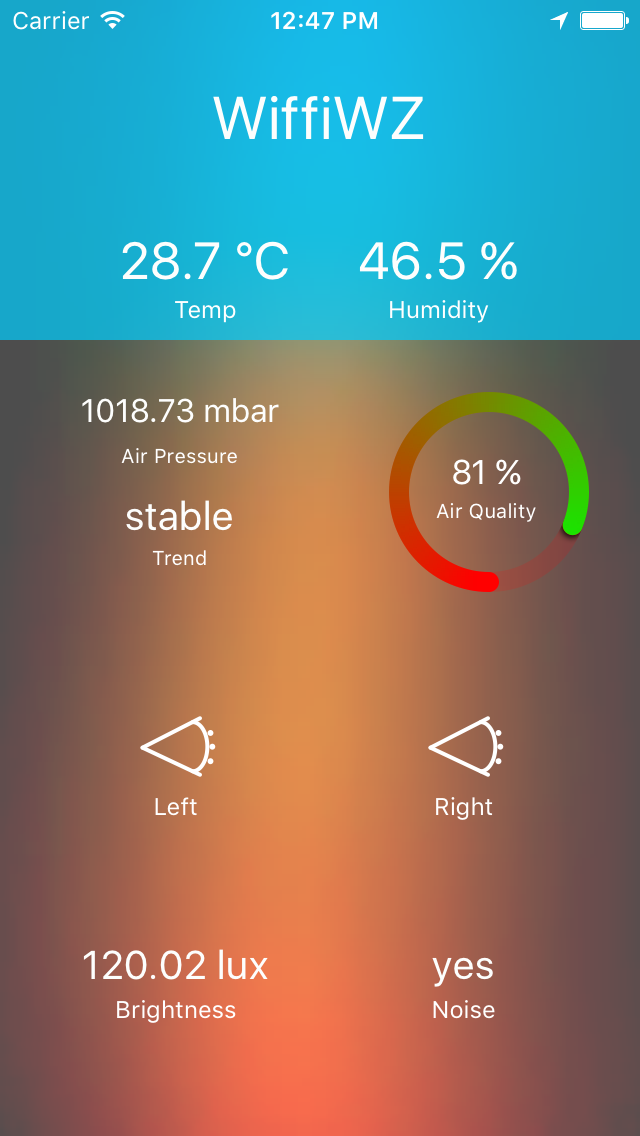 Carrier 12:47 PM
WiffiWZ
28.7 °C 46.5 %
Temp Humidity
1018.73 mbar
Air Pressure
stable
Trend
81 %
Air Quality
Left Right
120.02 lux yes
Brightness Noise